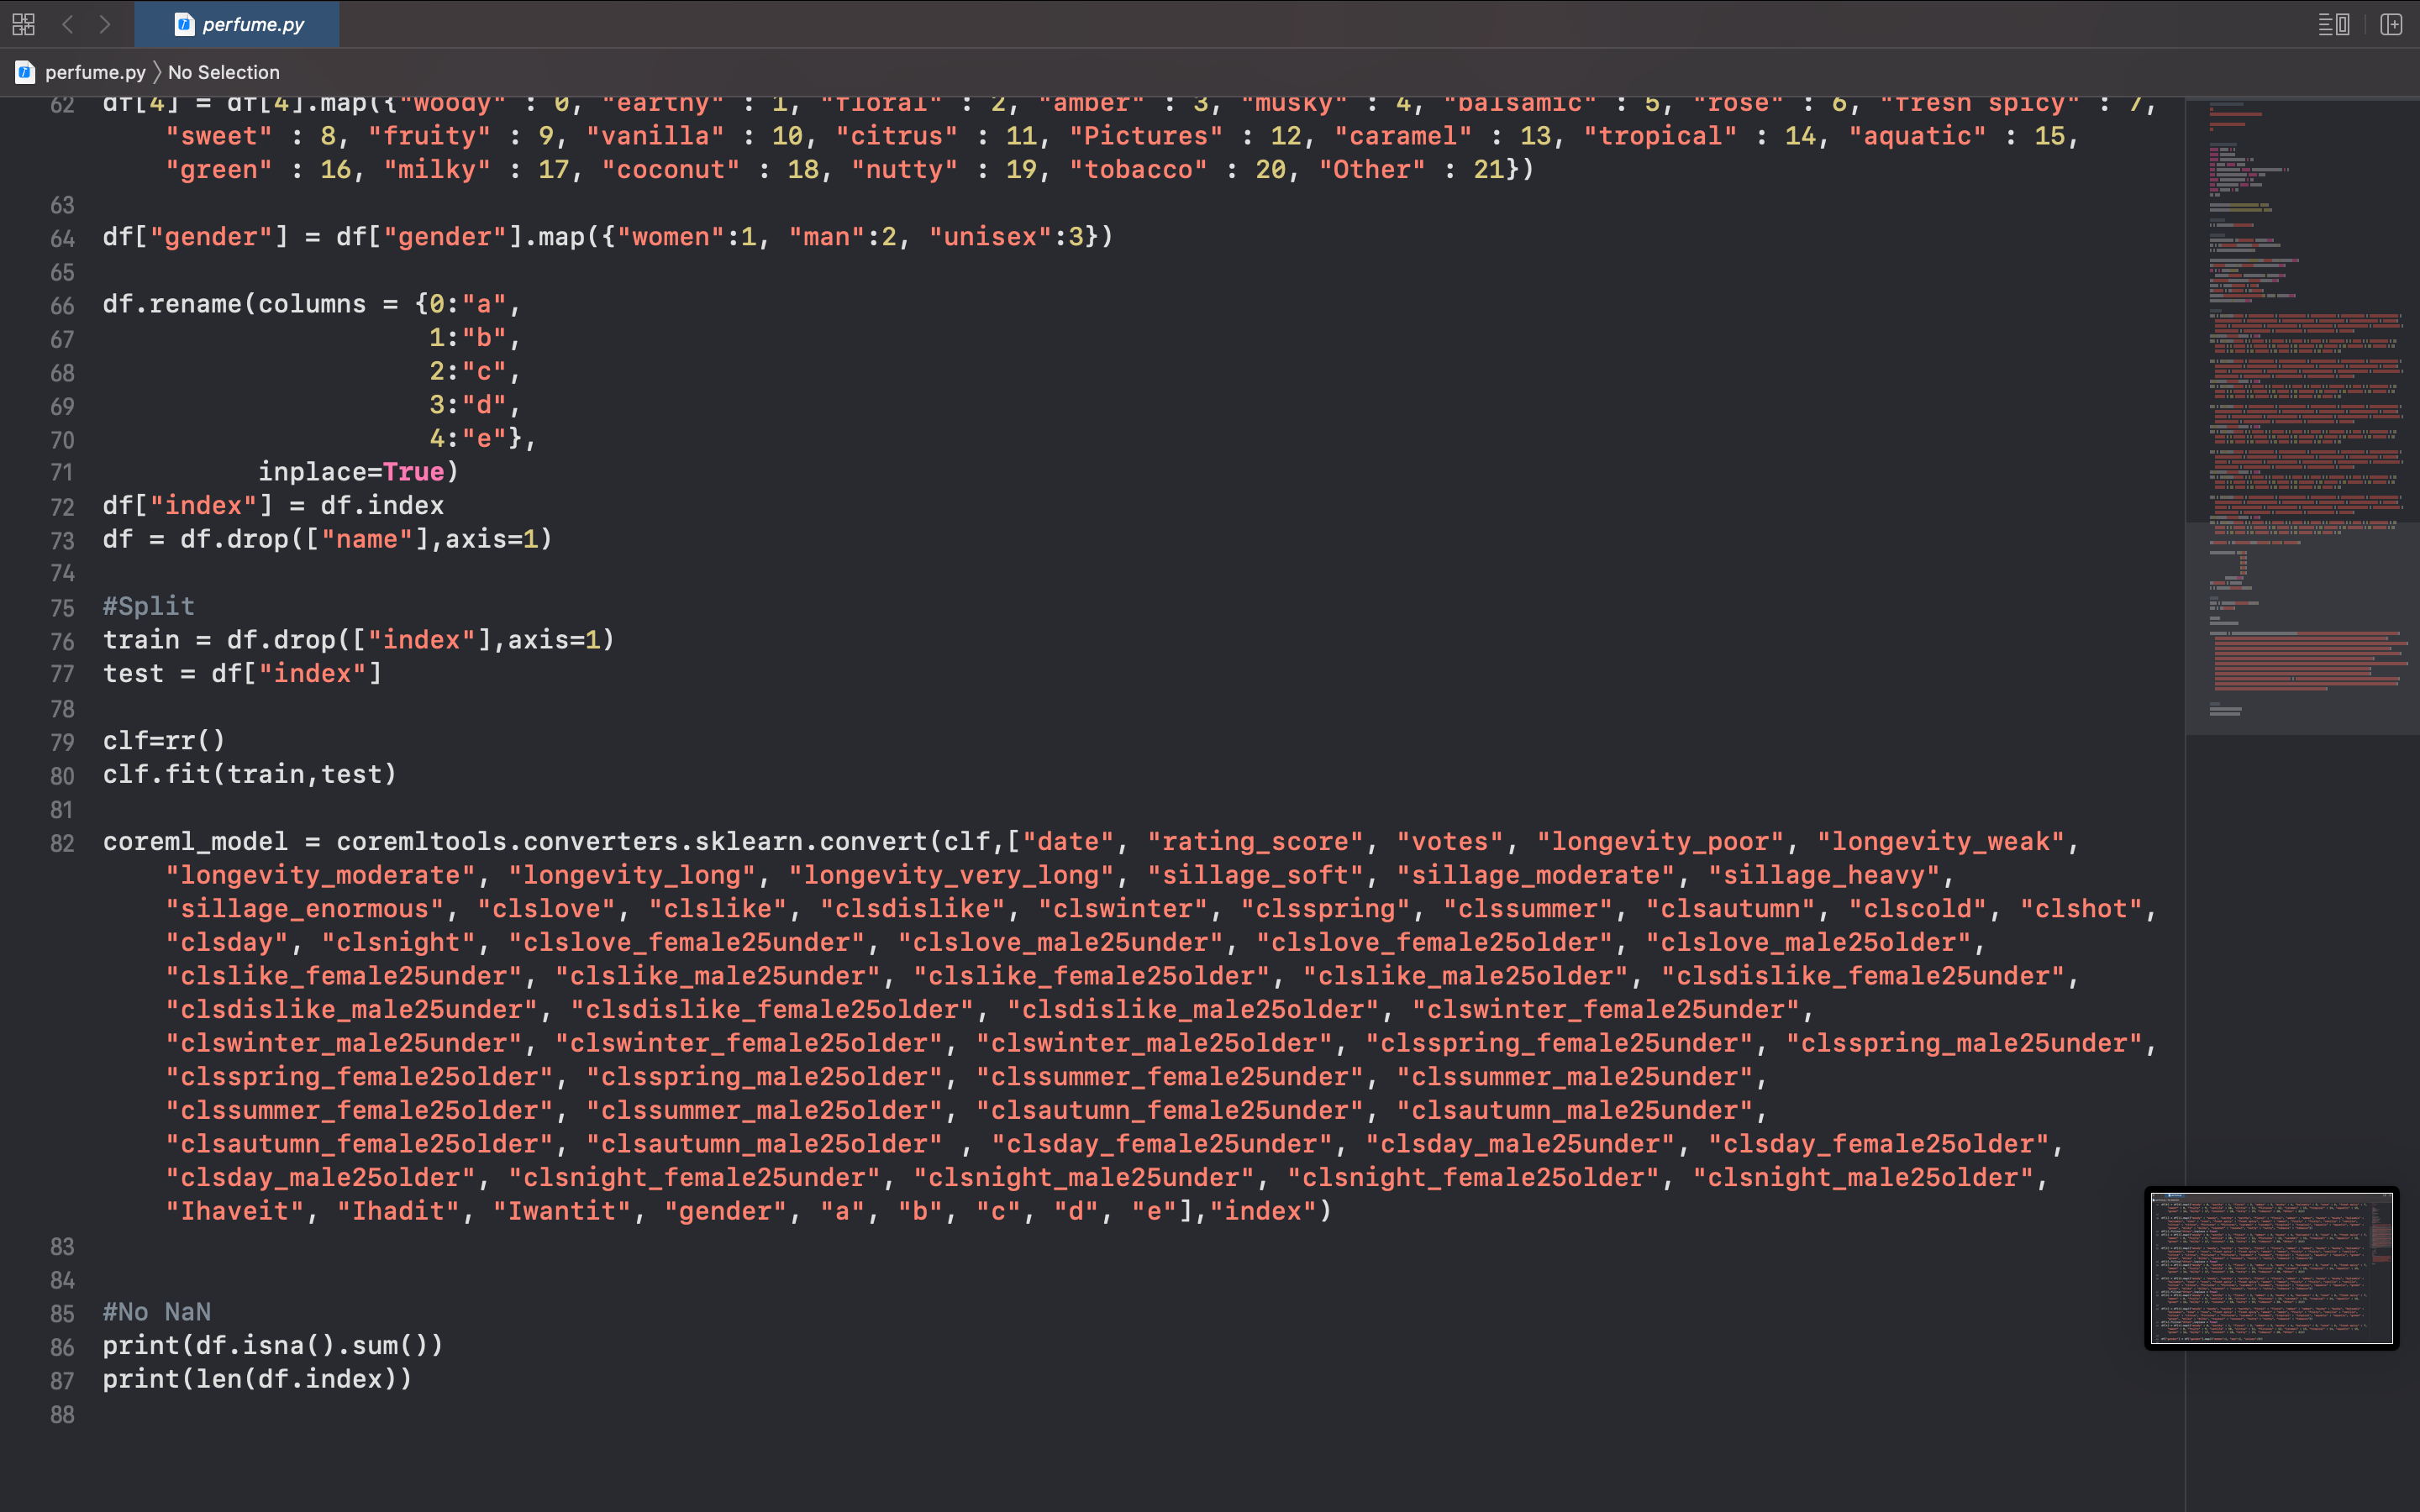 perfume.py
perfume.py 〉 No Selection
62 df[4] = df[4].map({"woody" : 0, "earthy" : 1, "floral" : 2, "amber" : 3, "musky" : 4, "balsamic" : 5, "rose" : 6, "fresh spicy" : 7,
"sweet" : 8, "fruity" : 9, "vanilla" : 10, "citrus" : 11, "Pictures" : 12, "caramel" : 13, "tropical" : 14, "aquatic" : 15,
"green" : 16, "milky" : 17, "coconut" : 18, "nutty" : 19, "tobacco" : 20, "Other" : 21})
63
64 df["gender"] = df["gender"].map({"women":1, "man":2, "unisex":3})
65
66 df.rename(columns = {0:"a",
67 1:"b",
68 2:"c",
69 3:"d",
70 4:"e"},
71 inplace=True)
72 df["index"] = df.index
73 df = df.drop(["name"],axis=1)
74
75 #Split
76 train = df.drop(["index"],axis=1)
77 test = df["index"]
78
79 clf=rr()
80 clf.fit(train,test)
81
82 coreml_model = coremltools.converters.sklearn.convert(clf,["date", "rating_score", "votes", "longevity_poor", "longevity_weak",
"longevity_moderate", "longevity_long", "longevity_very_long", "sillage_soft", "sillage_moderate", "sillage_heavy",
"sillage_enormous", "clslove", "clslike", "clsdislike", "clswinter", "clsspring", "clssummer", "clsautumn", "clscold", "clshot",
"clsday", "clsnight", "clslove_female25under", "clslove_male25under", "clslove_female25older", "clslove_male25older",
"clslike_female25under", "clslike_male25under", "clslike_female25older", "clslike_male25older", "clsdislike_female25under",
"clsdislike_male25under", "clsdislike_female25older", "clsdislike_male25older", "clswinter_female25under",
"clswinter_male25under", "clswinter_female25older", "clswinter_male25older", "clsspring_female25under", "clsspring_male25under",
"clsspring_female25older", "clsspring_male25older", "clssummer_female25under", "clssummer_male25under",
"clssummer_female25older", "clssummer_male25older", "clsautumn_female25under", "clsautumn_male25under",
"clsautumn_female25older", "clsautumn_male25older" , "clsday_female25under", "clsday_male25under", "clsday_female25older",
"clsday_male25older", "clsnight_female25under", "clsnight_male25under", "clsnight_female25older", "clsnight_male25older",
"Ihaveit", "Ihadit", "Iwantit", "gender", "a", "b", "c", "d", "e"],"index")
83
84
85 #No NaN
86 print(df.isna().sum())
87 print(len(df.index))
88